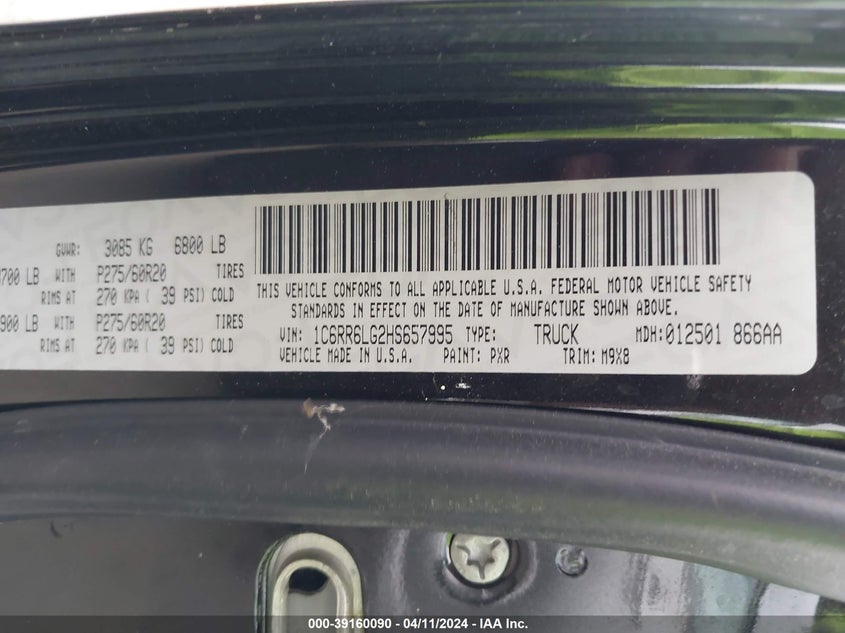 GVWR: 3085 KG 6800 LB
700 LB WITH P275/60R20 TIRES
RIMS AT 270 KPA ( 39 PSI) COLD
900 LB WITH P275/60R20 TIRES
RIMS AT 270 KPA ( 39 PSI) COLD
THIS VEHICLE CONFORMS TO ALL APPLICABLE U.S.A. FEDERAL MOTOR VEHICLE SAFETY
STANDARDS IN EFFECT ON THE DATE OF MANUFACTURE SHOWN ABOVE.
VIN: 1C6RR6LG2HS657995 TYPE: TRUCK MDH:012501 866AA
VEHICLE MADE IN U.S.A. PAINT: PXR TRIM: M9X8
000-39160090 - 04/11/2024 - IAA Inc.